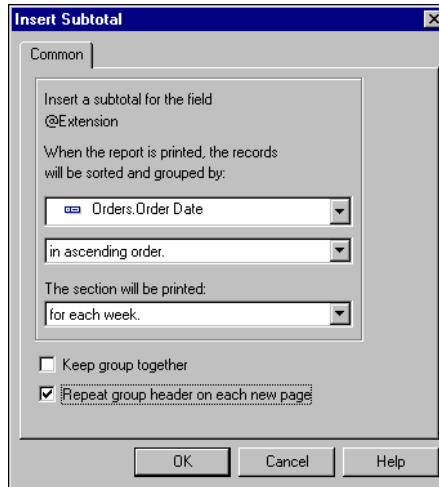 Insert Subtotal
Common
Insert a subtotal for the field
@Extension
When the report is printed, the records
will be sorted and grouped by:
Orders.Order Date
in ascending order.
The section will be printed:
for each week.
Keep group together
Repeat group header on each new page
OK
Cancel
Help